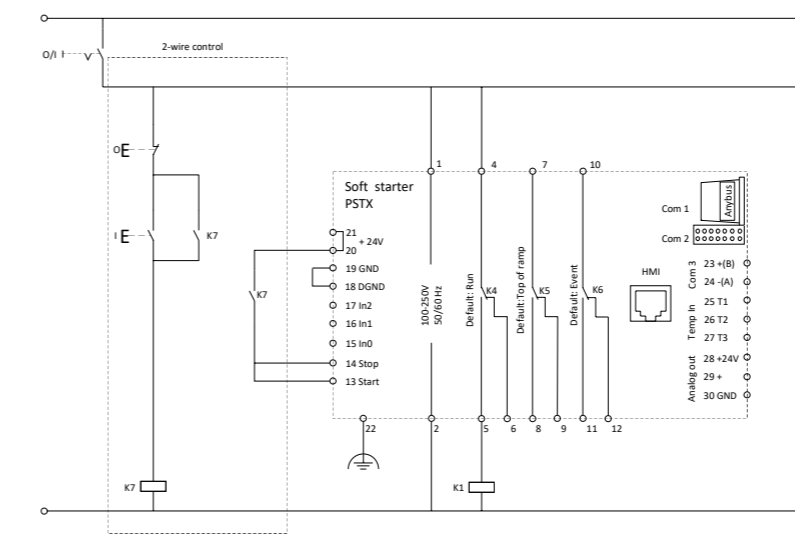 2-wire control
O/I
O
I
K7
K7
K7
Soft starter
PSTX
21
+ 24V
20
19 GND
18 DGND
17 In2
16 In1
15 In0
14 Stop
13 Start
22
1
100-250V
50/60 Hz
2
4
Default: Run
K4
5
6
K1
7
Default:Top of ramp
K5
8
9
10
Default: Event
K6
11
12
HMI
Com 1
Anybus
Com 2
Com 3
23 +(B)
24 -(A)
Temp In
25 T1
26 T2
27 T3
Analog out
28 +24V
29 +
30 GND